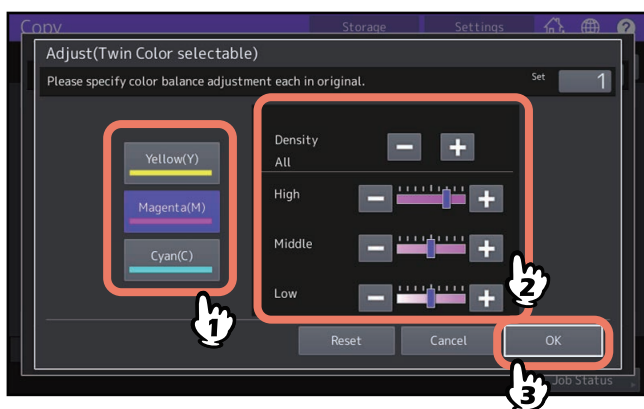 Copy
Storage
Settings
?
Adjust(Twin Color selectable)
Please specify color balance adjustment each in original.
Set
1
Yellow(Y)
Magenta(M)
Cyan(C)
Density
All
High
Middle
Low
1
2
Reset
Cancel
OK
3
Job Status